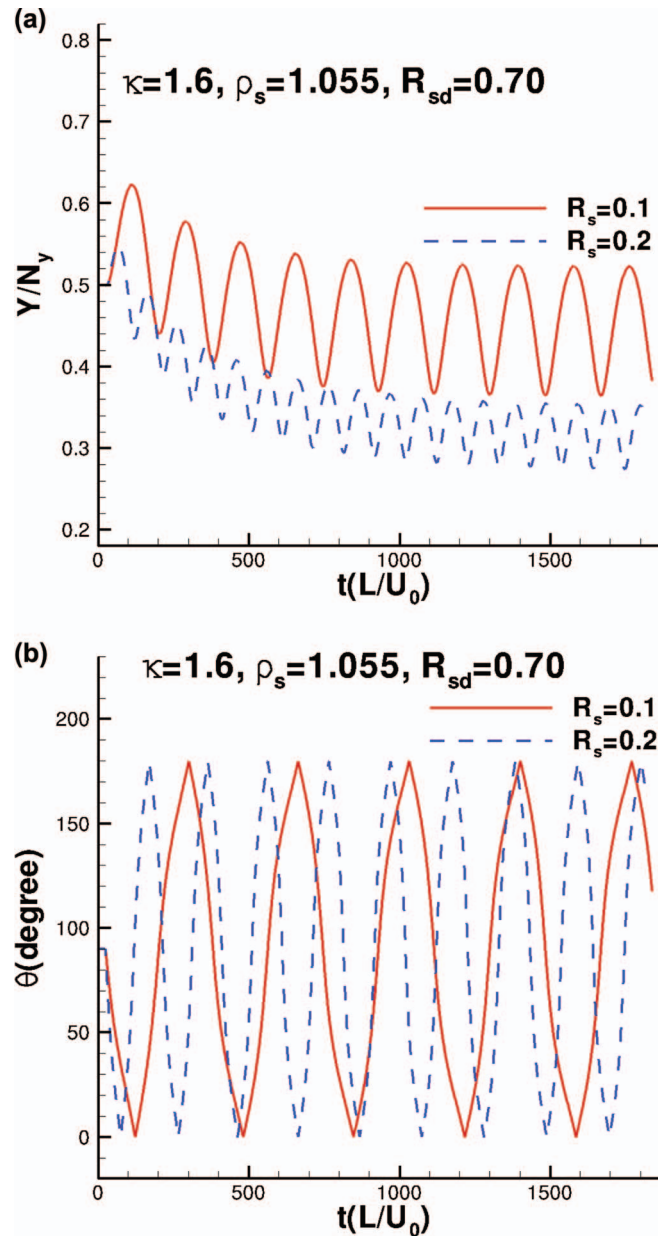 (a)
0.8
κ=1.6, ρs=1.055, Rsd=0.70
0.7
Rs=0.1
0.6
Rs=0.2
Y/Ny
0.5
0.4
0.3
0.2
0 500 1000 1500
t(L/U0)
(b)
κ=1.6, ρs=1.055, Rsd=0.70
Rs=0.1
200
Rs=0.2
150
θ(degree)
100
50
0
0 500 1000 1500
t(L/U0)